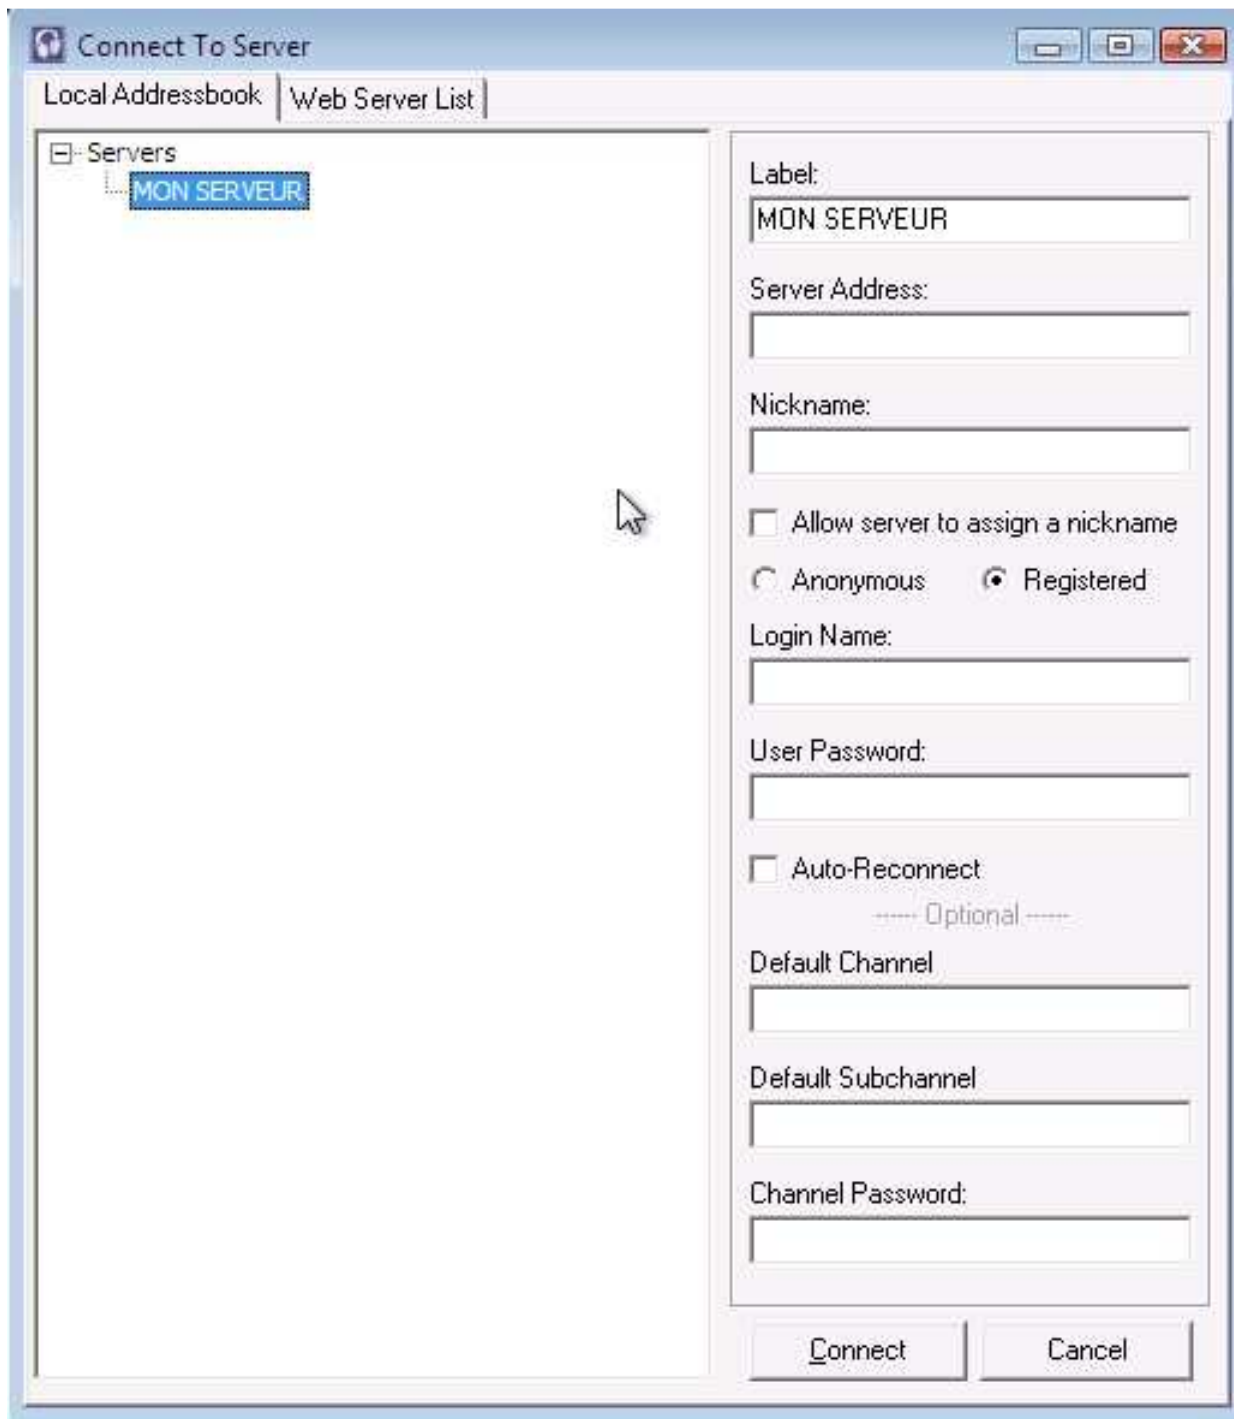 Connect To Server
Local Addressbook
Web Server List
Servers
MON SERVEUR
Label:
MON SERVEUR
Server Address:
Nickname:
Allow server to assign a nickname
Anonymous
Registered
Login Name:
User Password:
Auto-Reconnect
------ Optional ------
Default Channel
Default Subchannel
Channel Password:
Connect
Cancel